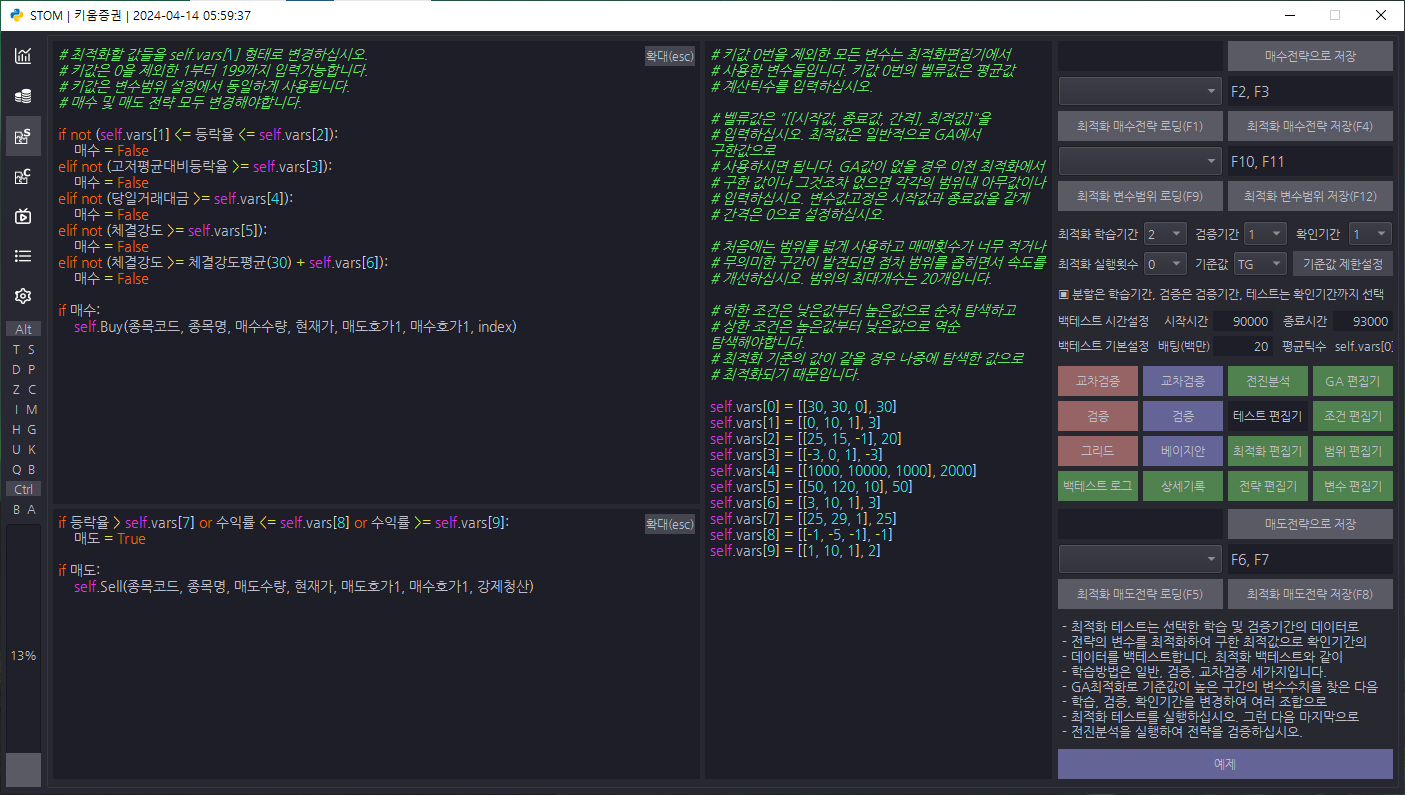 STOM | 키움증권 | 2024-04-14 05:59:37
Alt
T S
D P
Z C
I M
H G
U K
Q B
Ctrl
B A
13%
# 최적화할 값들을 self.vars[1] 형태로 변경하십시오.
# 키값은 0을 제외한 1부터 199까지 입력가능합니다.
# 키값은 변수범위 설정에서 동일하게 사용됩니다.
# 매수 및 매도 전략 모두 변경해야합니다.
확대(esc)
if not (self.vars[1] <= 등락율 <= self.vars[2]):
매수 = False
elif not (고저평균대비등락율 >= self.vars[3]):
매수 = False
elif not (당일거래대금 >= self.vars[4]):
매수 = False
elif not (체결강도 >= self.vars[5]):
매수 = False
elif not (체결강도 >= 체결강도평균(30) + self.vars[6]):
매수 = False
if 매수:
self.Buy(종목코드, 종목명, 매수수량, 현재가, 매도호가1, 매수호가1, index)
if 등락율 > self.vars[7] or 수익률 <= self.vars[8] or 수익률 >= self.vars[9]:
매도 = True
확대(esc)
if 매도:
self.Sell(종목코드, 종목명, 매도수량, 현재가, 매도호가1, 매수호가1, 강제청산)
# 키값 0번을 제외한 모든 변수는 최적화편집기에서
# 사용한 변수들입니다. 키값 0번의 벨류값은 평균값
# 계산틱수를 입력하십시오.
# 벨류값은 "[[시작값, 종료값, 간격], 최적값]"을
# 입력하십시오. 최적값은 일반적으로 GA에서
구한값으로
# 사용하시면 됩니다. GA값이 없을 경우 이전 최적화에서
# 구한 값이나 그것조차 없으면 각각의 범위내 아무값이나
# 입력하십시오. 변수값고정은 시작값과 종료값을 같게
# 간격은 0으로 설정하십시오.
# 처음에는 범위를 넓게 사용하고 매매횟수가 너무 적거나
# 무의미한 구간이 발견되면 점차 범위를 좁히면서 속도를
# 개선하십시오. 범위의 최대개수는 20개입니다.
# 하한 조건은 낮은값부터 높은값으로 순차 탐색하고
# 상한 조건은 높은값부터 낮은값으로 역순
탐색해야합니다.
# 최적화 기준의 값이 같을 경우 나중에 탐색한 값으로
# 최적화되기 때문입니다.
self.vars[0] = [[30, 30, 0], 30]
self.vars[1] = [[0, 10, 1], 3]
self.vars[2] = [[25, 15, -1], 20]
self.vars[3] = [[-3, 0, 1], -3]
self.vars[4] = [[1000, 10000, 1000], 2000]
self.vars[5] = [[50, 120, 10], 50]
self.vars[6] = [[3, 10, 1], 3]
self.vars[7] = [[25, 29, 1], 25]
self.vars[8] = [[-1, -5, -1], -1]
self.vars[9] = [[1, 10, 1], 2]
매수전략으로 저장
F2, F3
최적화 매수전략 로딩(F1) 최적화 매수전략 저장(F4)
F10, F11
최적화 변수범위 로딩(F9) 최적화 변수범위 저장(F12)
최적화 학습기간 2 검증기간 1 확인기간 1
최적화 실행횟수 0 기준값 TG 기준값 제한설정
▣ 분할은 학습기간, 검증은 검증기간, 테스트는 확인기간까지 선택
백테스트 시간설정 시작시간 90000 종료시간 93000
백테스트 기본설정 배팅(백만) 20 평균틱수 self.vars[0]
교차검증 교차검증 전진분석 GA 편집기
검증 검증 테스트 편집기 조건 편집기
그리드 베이지안 최적화 편집기 범위 편집기
백테스트 로그 상세기록 전략 편집기 변수 편집기
매도전략으로 저장
F6, F7
최적화 매도전략 로딩(F5) 최적화 매도전략 저장(F8)
- 최적화 테스트는 선택한 학습 및 검증기간의 데이터로
- 전략의 변수를 최적화하여 구한 최적값으로 확인기간의
- 데이터를 백테스트합니다. 최적화 백테스트와 같이
- 학습방법은 일반, 검증, 교차검증 세가지입니다.
- GA최적화로 기준값이 높은 구간의 변수수치을 찾은 다음
- 학습, 검증, 확인기간을 변경하여 여러 조합으로
- 최적화 테스트를 실행하십시오. 그런 다음 마지막으로
- 전진분석을 실행하여 전략을 검증하십시오.
예제